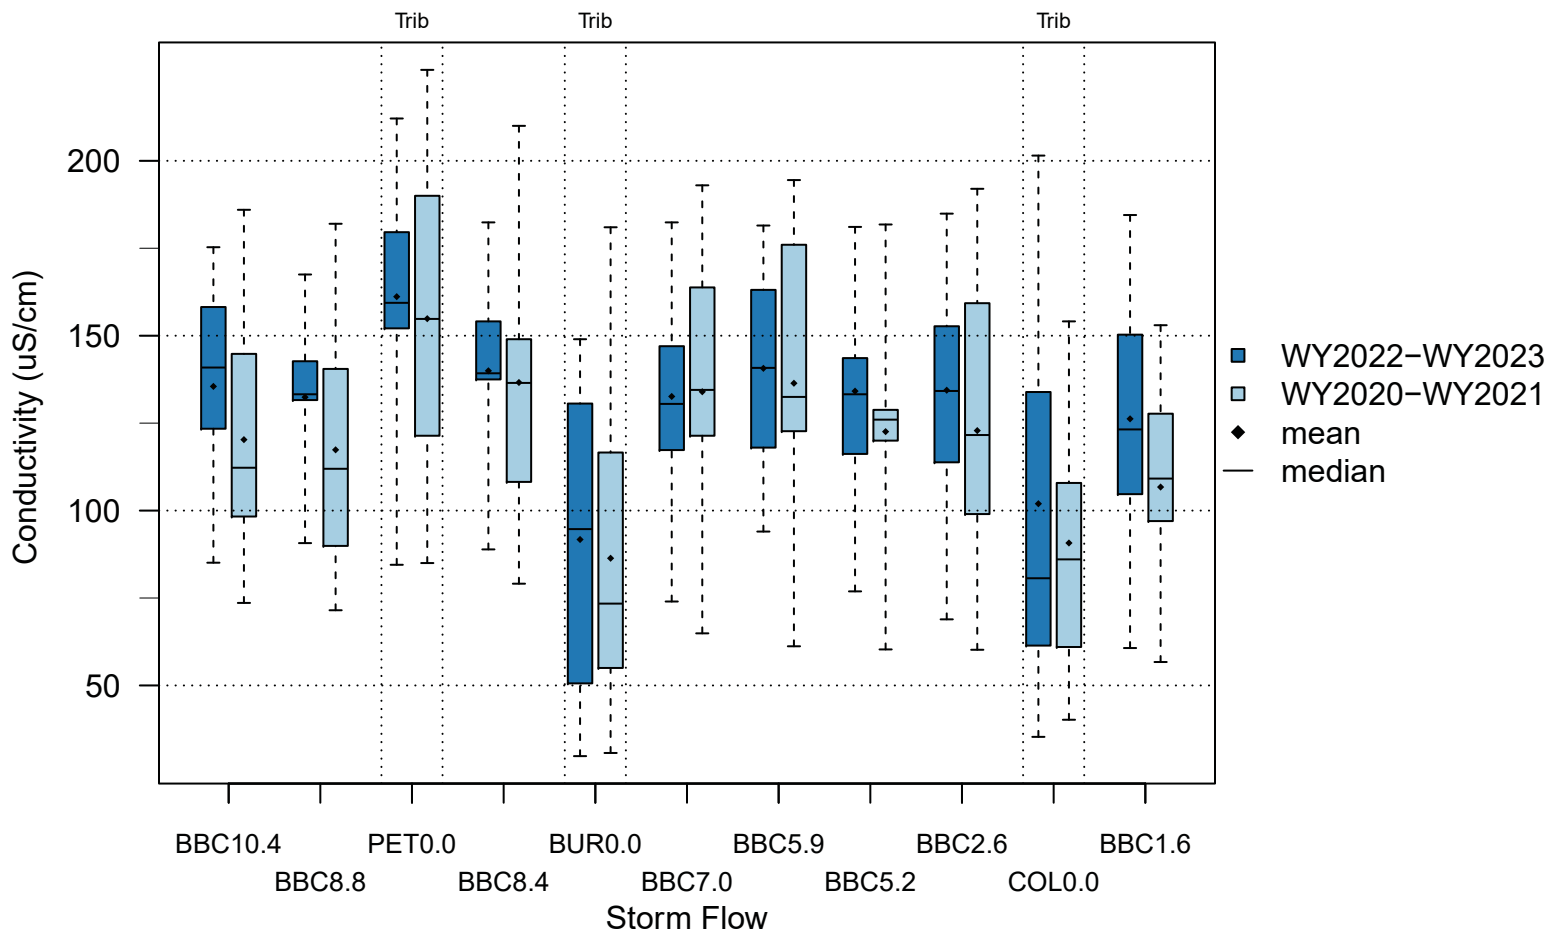 Trib Trib Trib
200
150
100
50
Conductivity (uS/cm)
WY2022−WY2023
WY2020−WY2021
mean
median
BBC10.4 PET0.0 BUR0.0 BBC5.9 BBC2.6 BBC1.6
BBC8.8 BBC8.4 BBC7.0 BBC5.2 COL0.0
Storm Flow